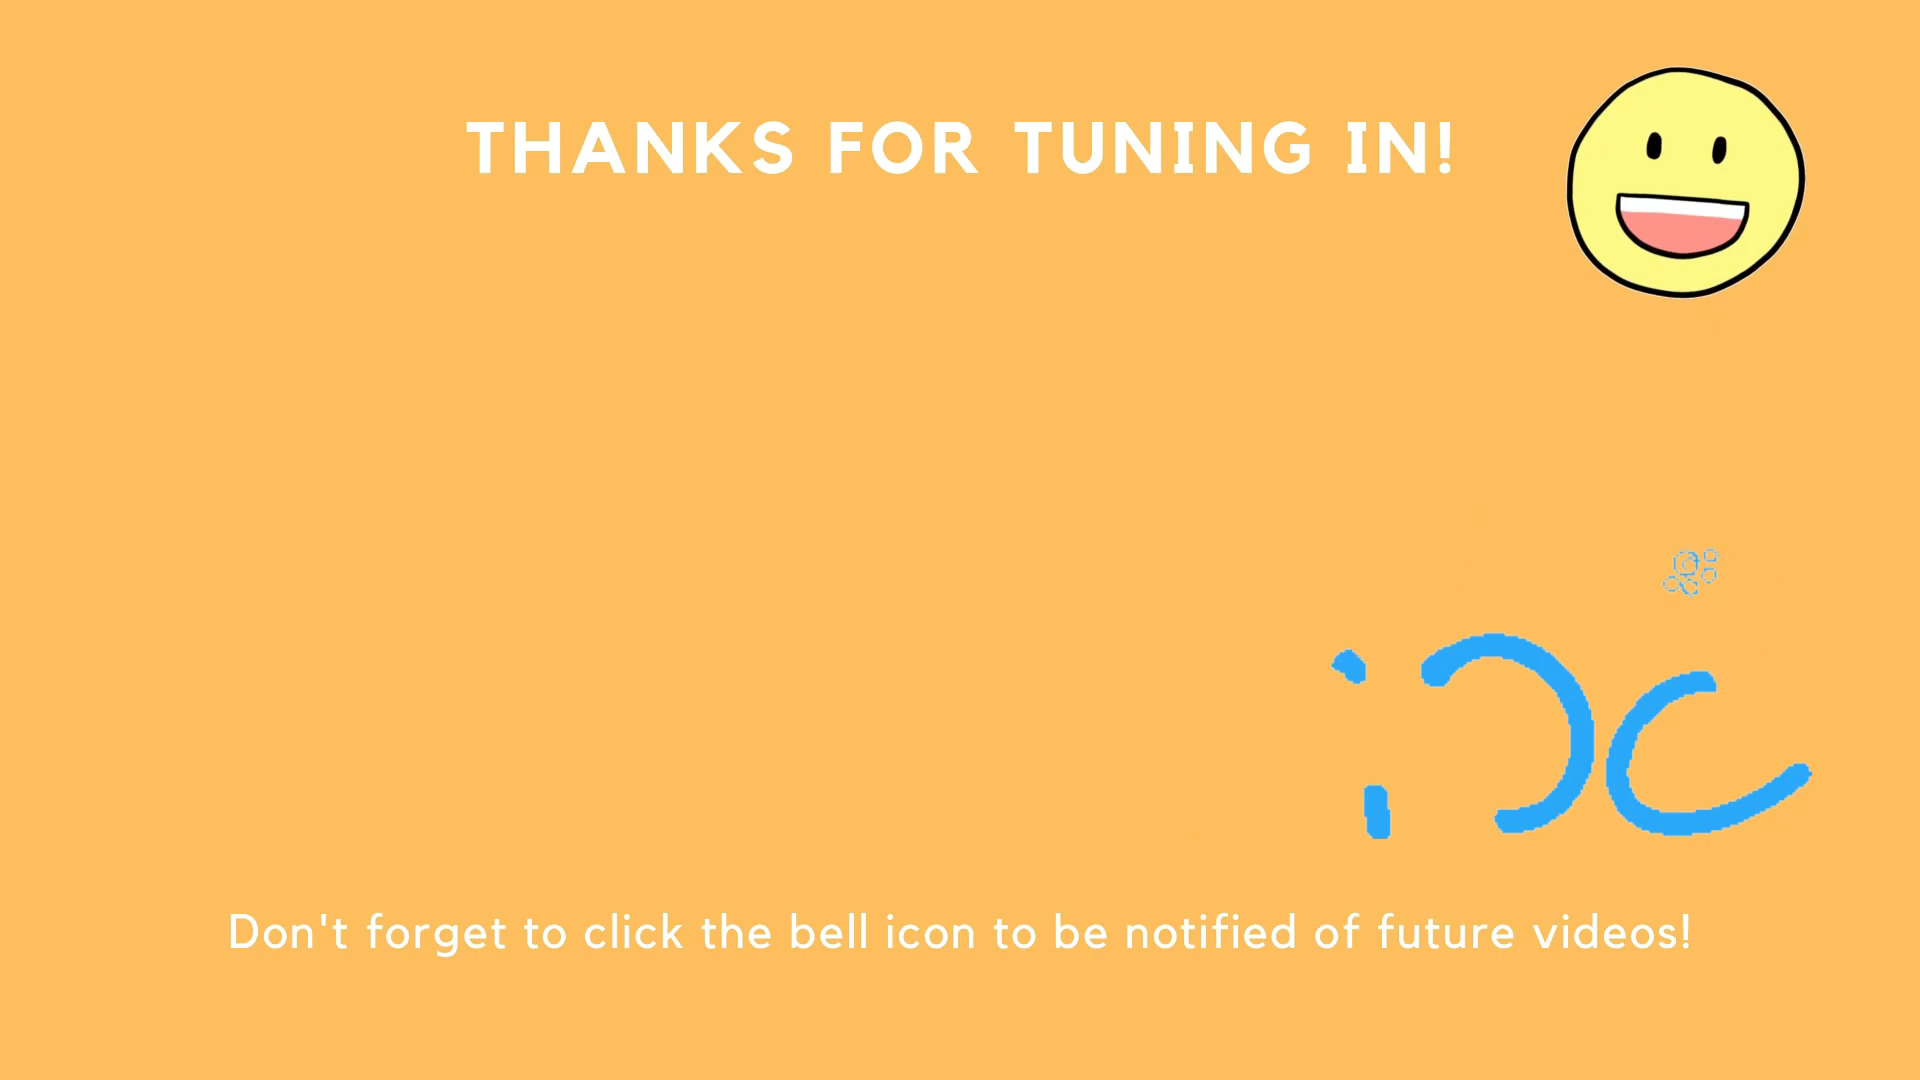 THANKS FOR TUNING IN!
Don't forget to click the bell icon to be notified of future videos!